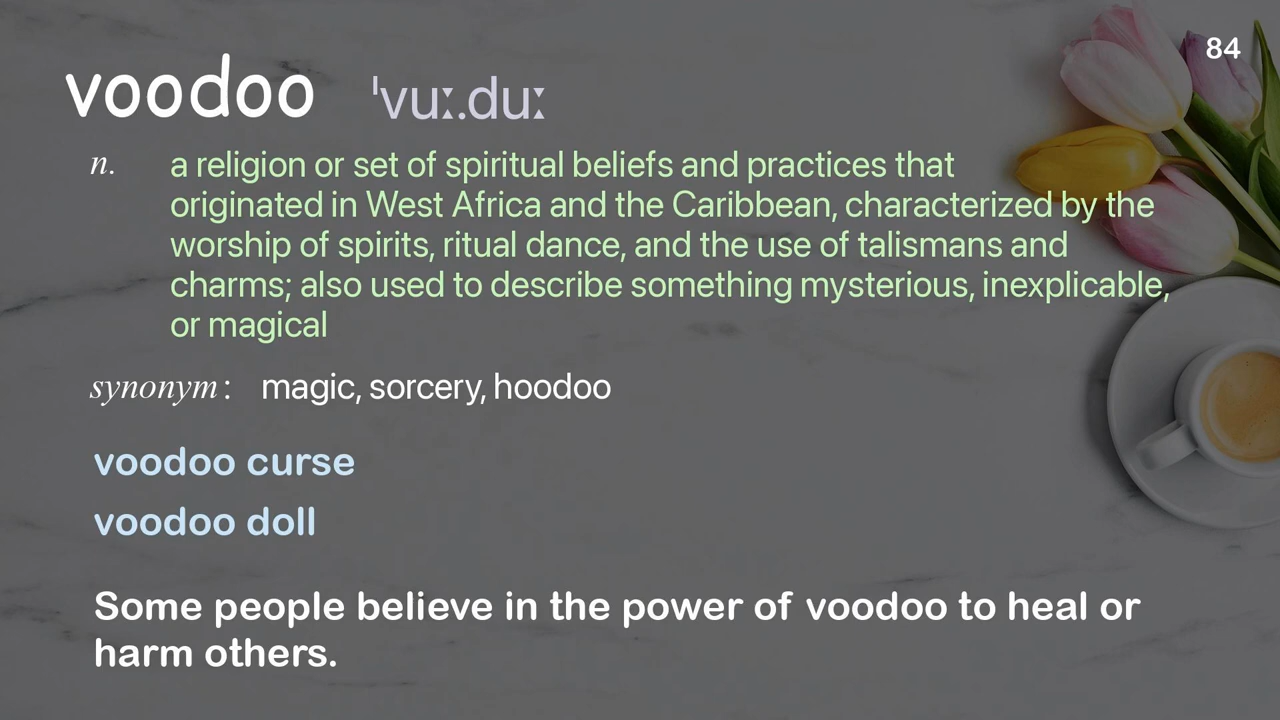 84
voodoo ˈvuː.duː
n. a religion or set of spiritual beliefs and practices that
originated in West Africa and the Caribbean, characterized by the
worship of spirits, ritual dance, and the use of talismans and
charms; also used to describe something mysterious, inexplicable,
or magical
synonym: magic, sorcery, hoodoo
voodoo curse
voodoo doll
Some people believe in the power of voodoo to heal or
harm others.